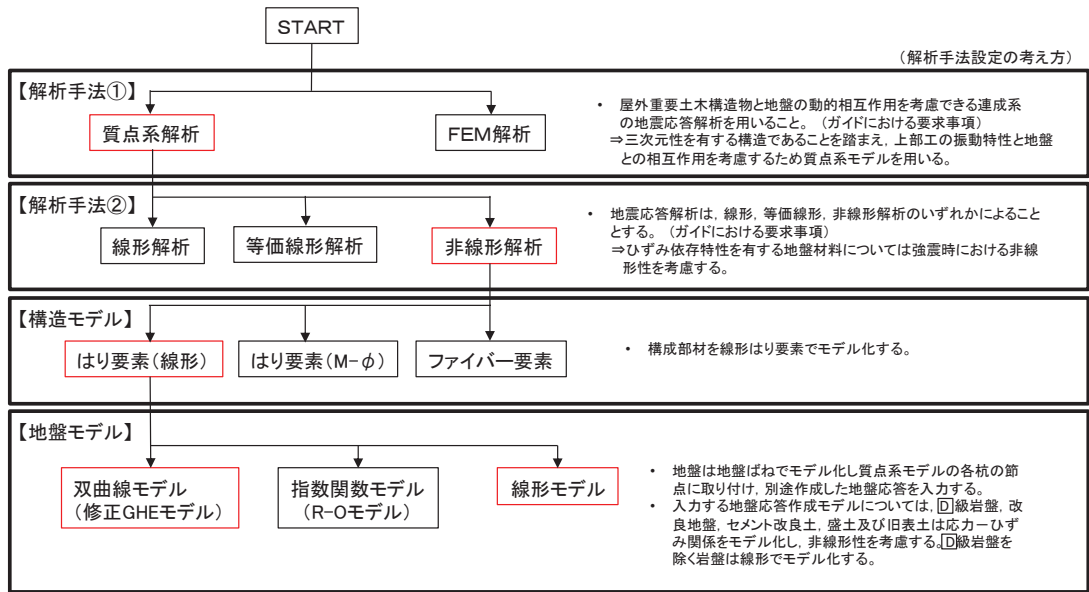 START
(解析手法設定の考え方)
【解析手法①】
質点系解析
FEM解析
・ 屋外重要土木構造物と地盤の動的相互作用を考慮できる連成系
の地震応答解析を用いること。(ガイドにおける要求事項)
⇒三次元性を有する構造であることを踏まえ,上部工の振動特性と地盤
との相互作用を考慮するため質点系モデルを用いる。
【解析手法②】
線形解析
等価線形解析
非線形解析
・ 地震応答解析は,線形,等価線形,非線形解析のいずれかによること
とする。(ガイドにおける要求事項)
⇒ひずみ依存特性を有する地盤材料については強震時における非線
形性を考慮する。
【構造モデル】
はり要素(線形)
はり要素(M-φ)
ファイバー要素
・ 構成部材を線形はり要素でモデル化する。
【地盤モデル】
双曲線モデル
(修正GHEモデル)
指数関数モデル
(R-Oモデル)
線形モデル
・ 地盤は地盤ばねでモデル化し質点系モデルの各杭の節
点に取り付け,別途作成した地盤応答を入力する。
・ 入力する地盤応答作成モデルについては,D級岩盤,改
良地盤,セメント改良土,盛土及び旧表土は応力ーひず
み関係をモデル化し,非線形性を考慮する。D級岩盤を
除く岩盤は線形でモデル化する。